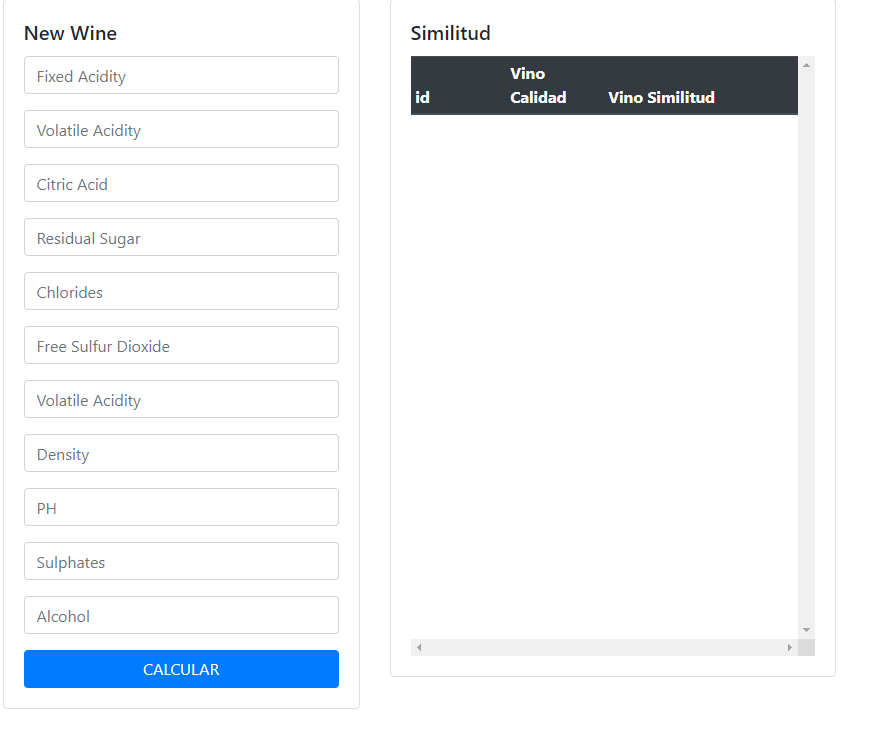 New Wine
Fixed Acidity
Volatile Acidity
Citric Acid
Residual Sugar
Chlorides
Free Sulfur Dioxide
Volatile Acidity
Density
PH
Sulphates
Alcohol
CALCULAR
Similitud
Vino
id Calidad Vino Similitud